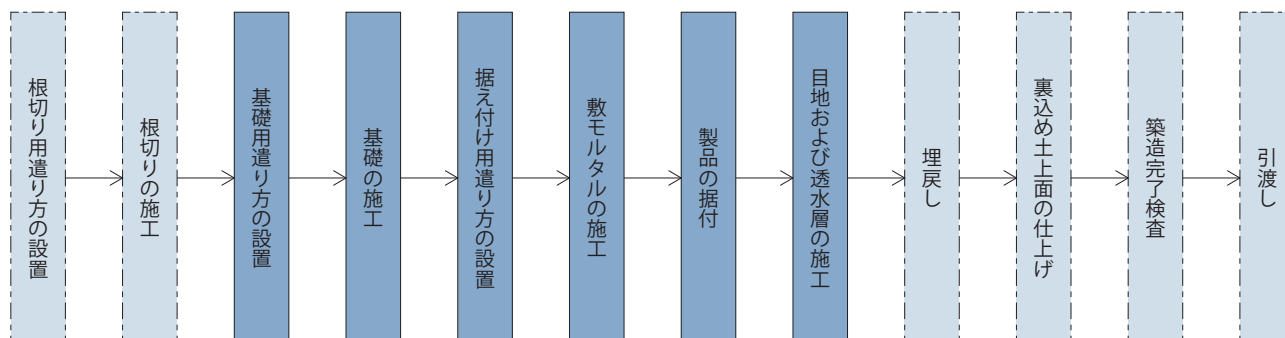 根切り用遣り方の設置
根切りの施工
基礎用遣り方の設置
基礎の施工
据え付け用遣り方の設置
敷モルタルの施工
製品の据付
目地および透水層の施工
埋戻し
裏込め土上面の仕上げ
築造完了検査
引渡し